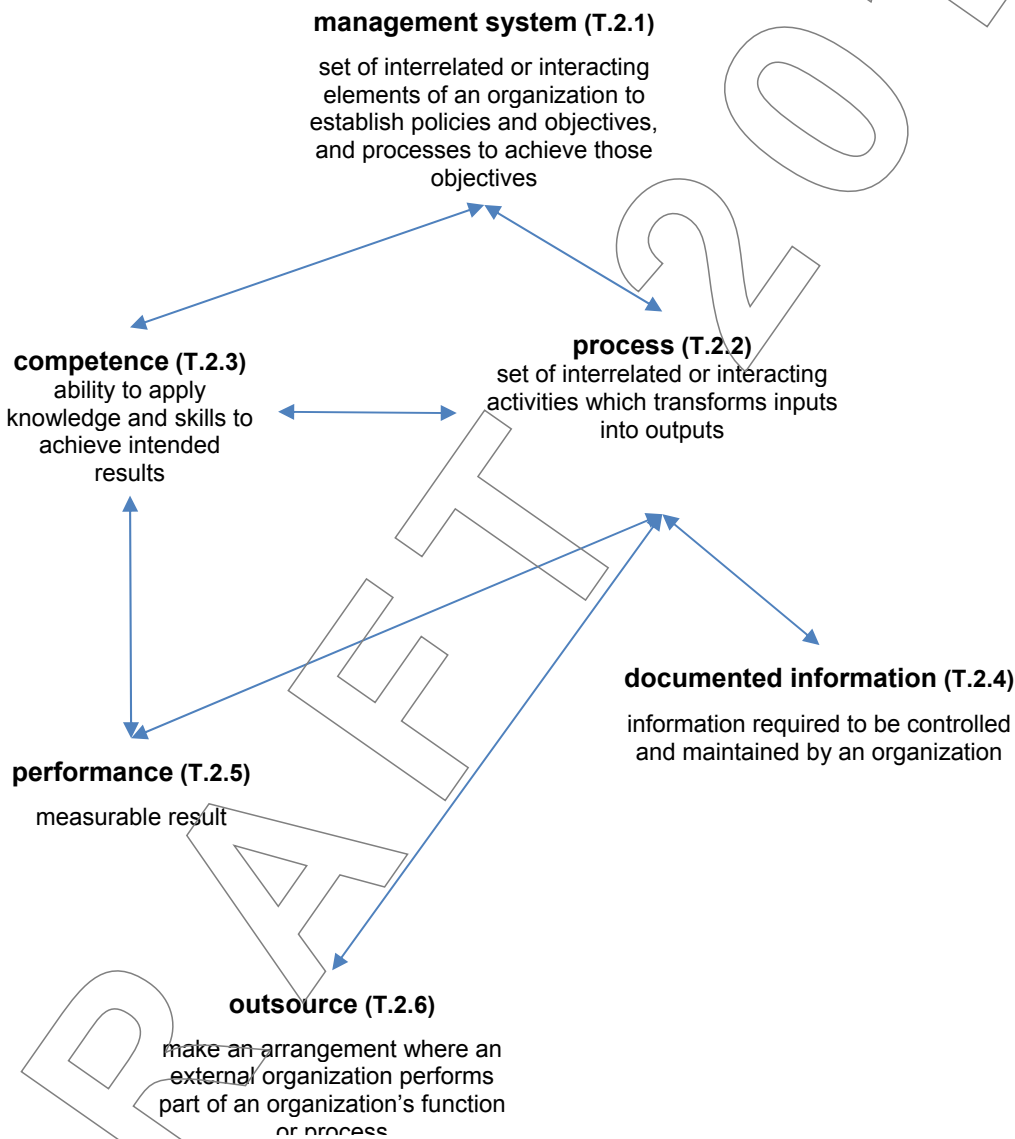 management system (T.2.1)
set of interrelated or interacting
elements of an organization to
establish policies and objectives,
and processes to achieve those
objectives
competence (T.2.3)
ability to apply
knowledge and skills to
achieve intended
results
process (T.2.2)
set of interrelated or interacting
activities which transforms inputs
into outputs
documented information (T.2.4)
information required to be controlled
and maintained by an organization
performance (T.2.5)
measurable result
outsource (T.2.6)
make an arrangement where an
external organization performs
part of an organization’s function
or process
RAFT 20